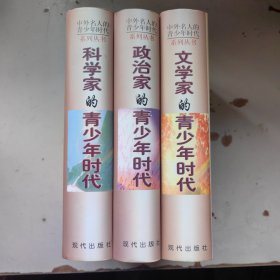 中外名人的
青少年时代
系列丛书
科学家的青少年时代
现代出版社
中外名人的
青少年时代
系列丛书
政治家的青少年时代
现代出版社
中外名人的
青少年时代
系列丛书
文学家的青少年时代
现代出版社